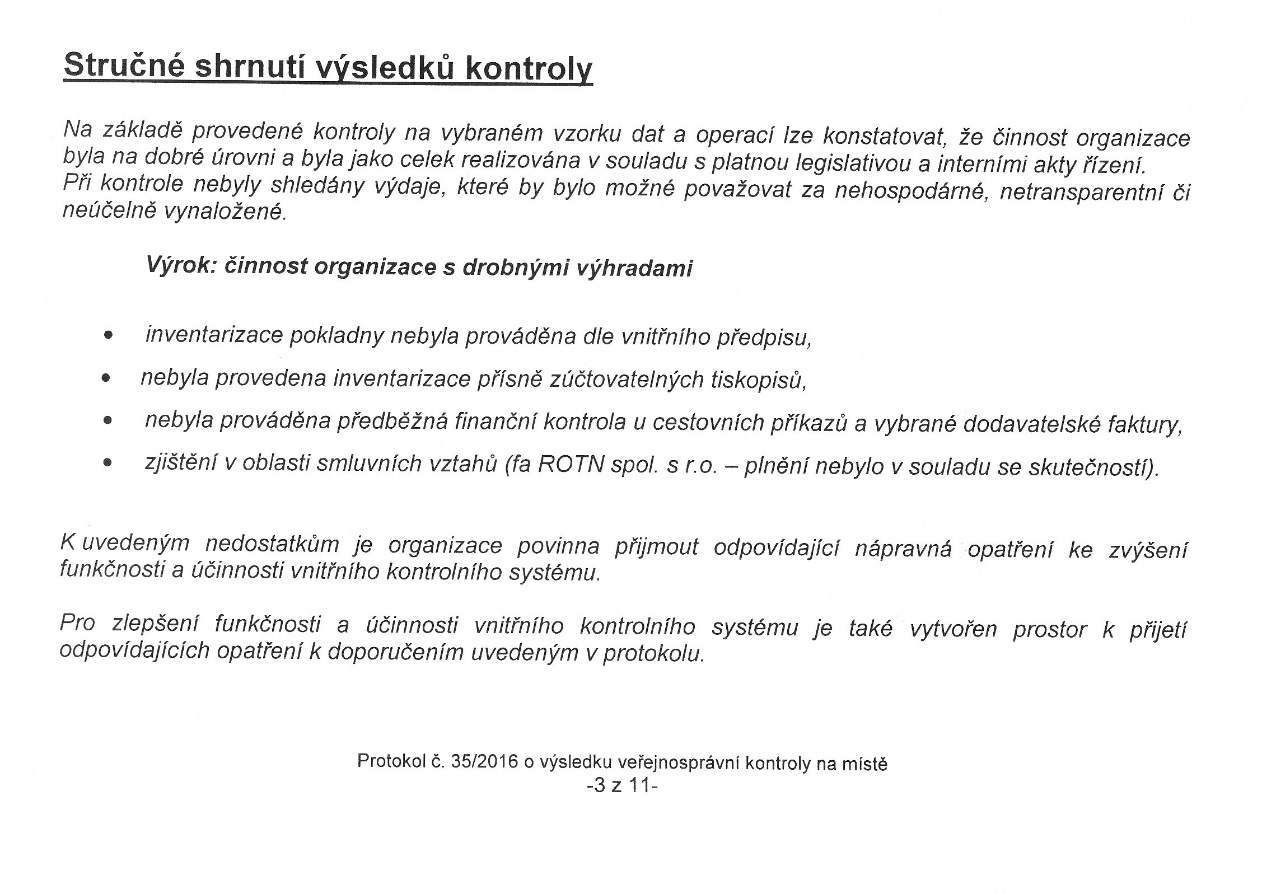 Stručné shrnutí výsledků kontroly
Na základě provedené kontroly na vybraném vzorku dat a operací lze konstatovat, že činnost organizace
byla na dobré úrovni a byla jako celek realizována v souladu s platnou legislativou a interními akty řízení.
Při kontrole nebyly shledány výdaje, které by bylo možné považovat za nehospodárné, netransparentní či
neúčelně vynaložené.
Výrok: činnost organizace s drobnými výhradami
• inventarizace pokladny nebyla prováděna dle vnitřního předpisu,
• nebyla provedena inventarizace přísně zúčtovatelných tiskopisů,
• nebyla prováděna předběžná finanční kontrola u cestovních příkazů a vybrané dodavatelské faktury,
• zjištění v oblasti smluvních vztahů (fa ROTN spol. s r.o. – plnění nebylo v souladu se skutečností).
K uvedeným nedostatkům je organizace povinna přijmout odpovídající nápravná opatření ke zvýšení
funkčnosti a účinnosti vnitřního kontrolního systému.
Pro zlepšení funkčnosti a účinnosti vnitřního kontrolního systému je také vytvořen prostor k přijetí
odpovídajících opatření k doporučením uvedeným v protokolu.
Protokol č. 35/2016 o výsledku veřejnosprávní kontroly na místě
-3 z 11-